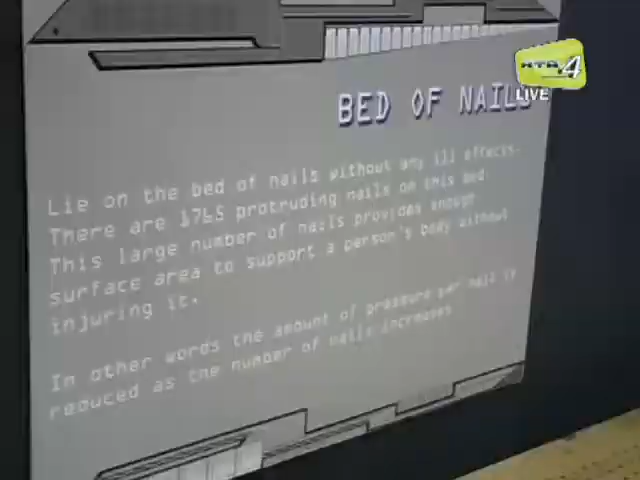 BED OF NAILS
LIVE
Lie on the bed of nails without any ill effects.
There are 1765 protruding nails on this bed.
This large number of nails provides enough
surface area to support a person's body without
injuring it.
In other words the amount of pressure per nail is
reduced as the number of nails increases